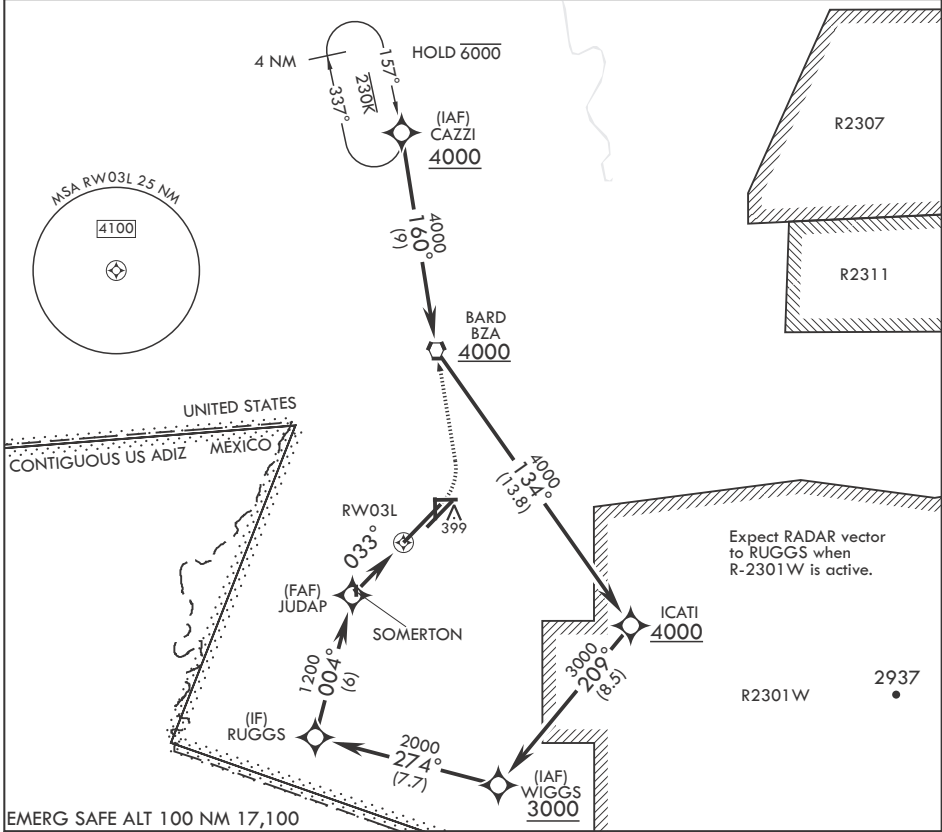 4 NM
157°
HOLD 6000
230K
337°
(IAF)
CAZZI
4000
R2307
MSA RW03L 25 NM
4100
4000
160°
(9)
R2311
BARD
BZA
4000
UNITED STATES
MEXICO
CONTIGUOUS US ADIZ
4000
134°
(13.8)
RW03L
399
033°
Expect RADAR vector
to RUGGS when
R-2301W is active.
(FAF)
JUDAP
SOMERTON
ICATI
4000
1200
004°
(6)
3000
209°
(8.5)
R2301W
2937
(IF)
RUGGS
2000
274°
(7.7)
(IAF)
WIGGS
3000
EMERG SAFE ALT 100 NM 17,100